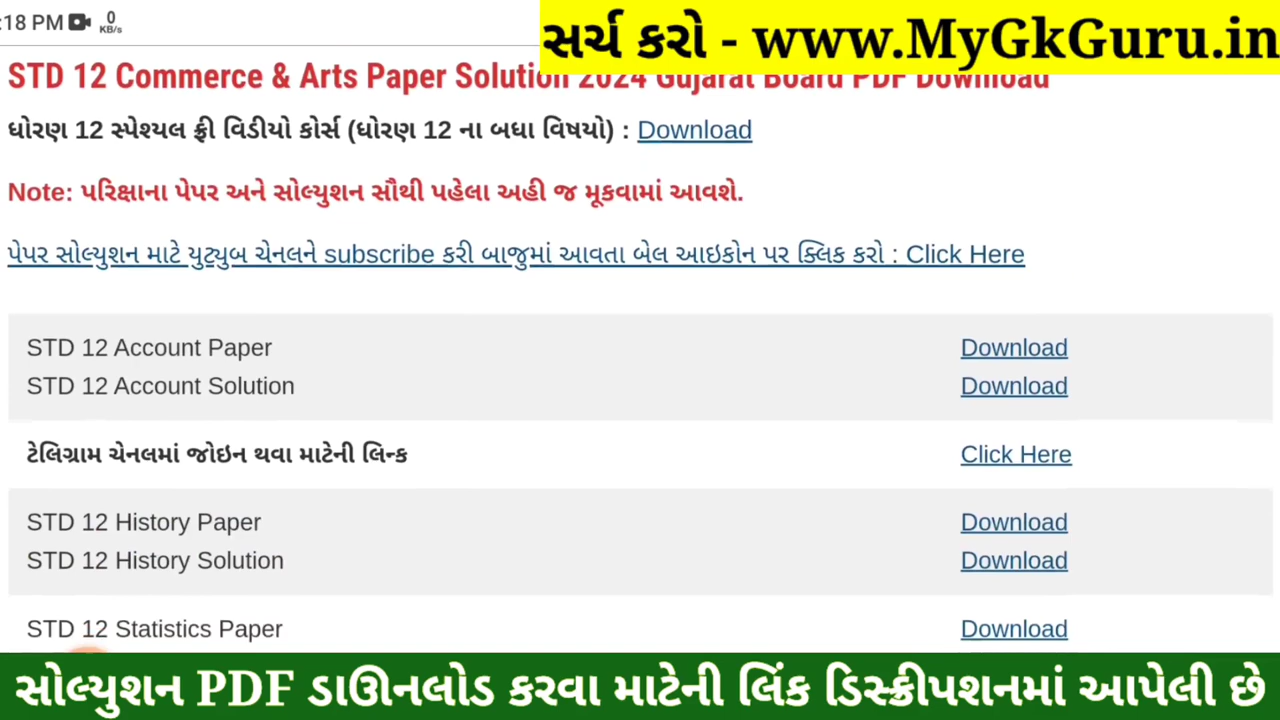 :18 PM 0 KB/s
સર્ચ કરો - www.MyGkGuru.in
STD 12 Commerce & Arts Paper Solution 2024 Gujarat Board PDF Download
ધોરણ 12 સ્પેશ્યલ ફ્રી વિડીયો કોર્સ (ધોરણ 12 ના બધા વિષયો) : Download
Note: પરિક્ષાના પેપર અને સોલ્યુશન સૌથી પહેલા અહી જ મૂકવામાં આવશે.
પેપર સોલ્યુશન માટે યુટ્યુબ ચેનલને subscribe કરી બાજુમાં આવતા બેલ આઇકોન પર ક્લિક કરો : Click Here
STD 12 Account Paper Download
STD 12 Account Solution Download
ટેલિગ્રામ ચેનલમાં જોઇન થવા માટેની લિન્ક Click Here
STD 12 History Paper Download
STD 12 History Solution Download
STD 12 Statistics Paper Download
સોલ્યુશન PDF ડાઊનલોડ કરવા માટેની લિંક ડિસ્ક્રીપશનમાં આપેલી છે